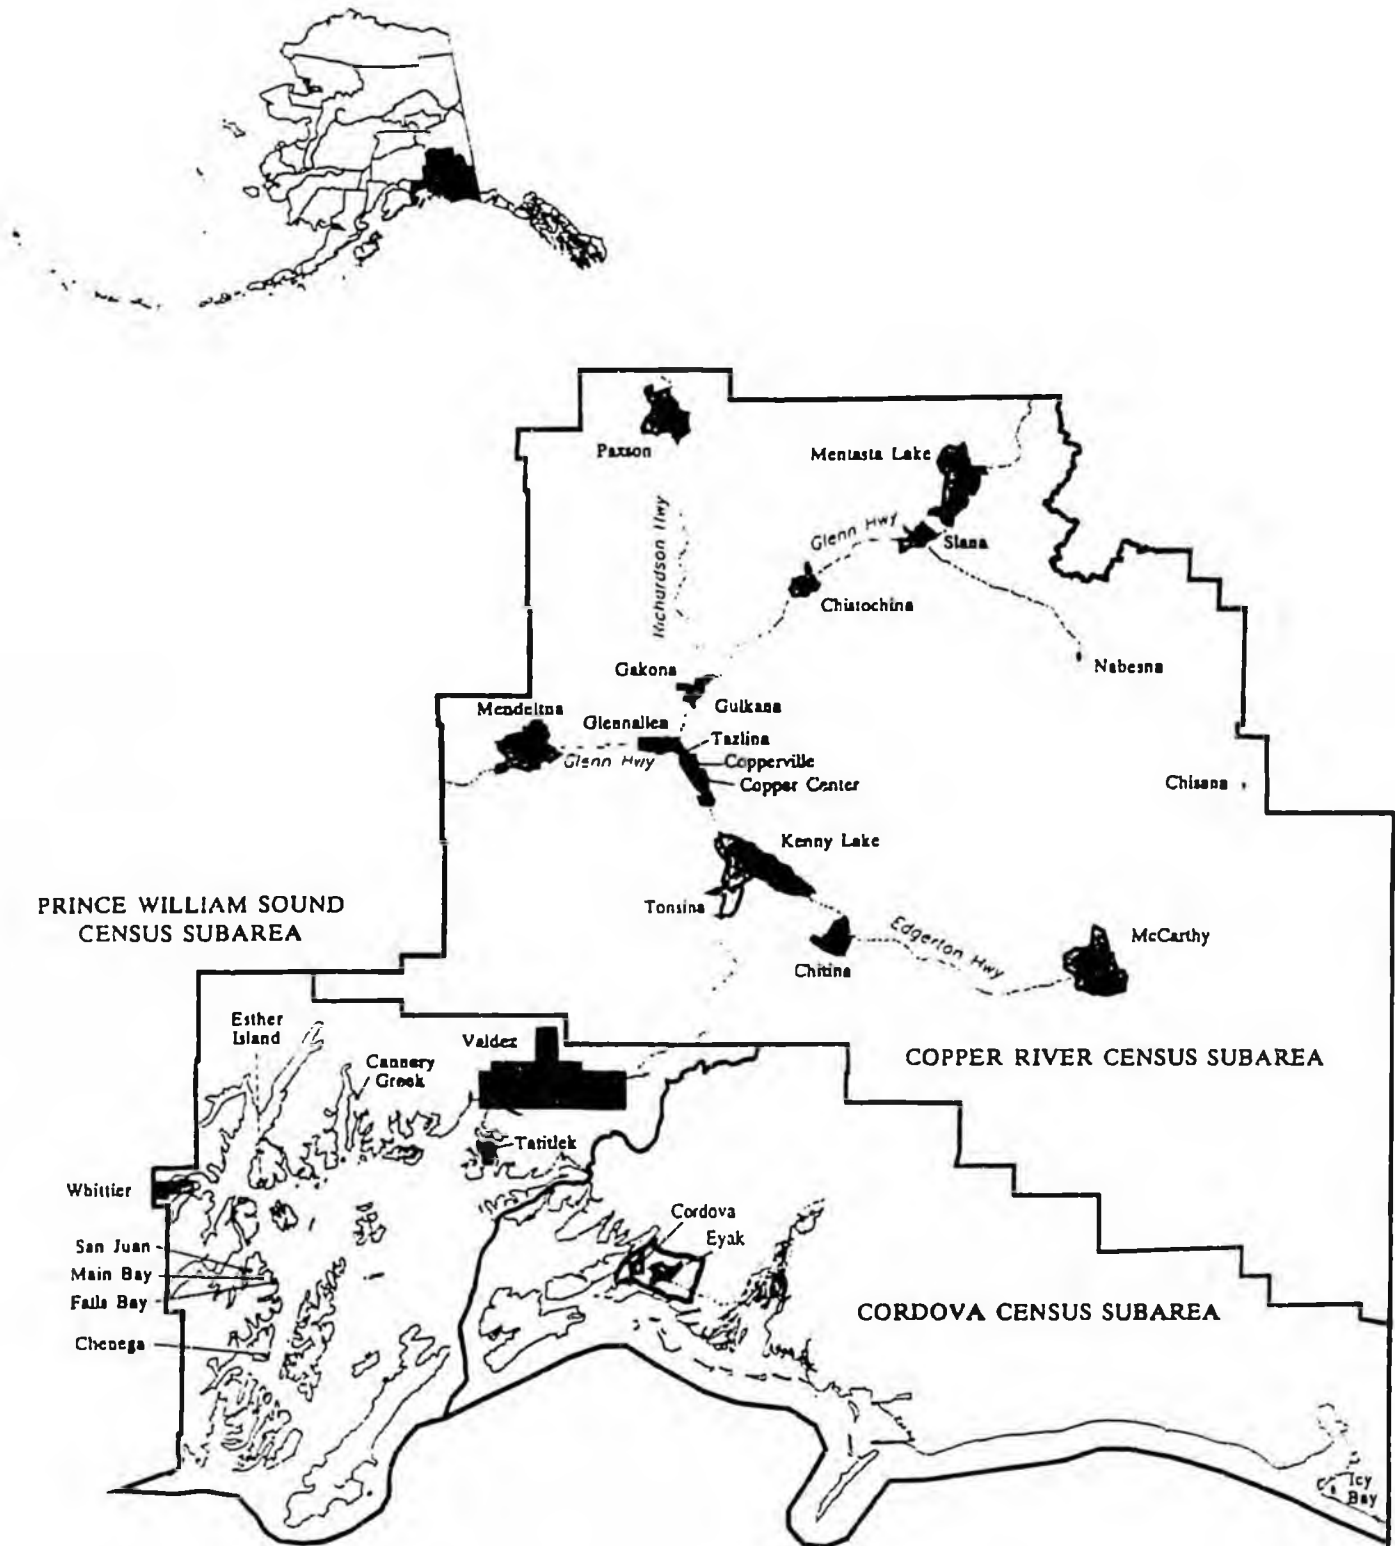 Paxson
Mentasta Lake
Glenn Hwy
Slana
Richardson Hwy
Chistochina
Gakona
Nabesna
Gulkana
Mendeltna
Glennallen
Tazlina
Glenn Hwy
Copperville
Copper Center
Chisana
Kenny Lake
PRINCE WILLIAM SOUND
CENSUS SUBAREA
Tonsina
Edgerton Hwy
McCarthy
Chitina
Esther
Island
Valdez
Cannery
Creek
COPPER RIVER CENSUS SUBAREA
Tatitlek
Whittier
Cordova
Eyak
San Juan
Main Bay
Falls Bay
CORDOVA CENSUS SUBAREA
Chenega
Icy
Bay